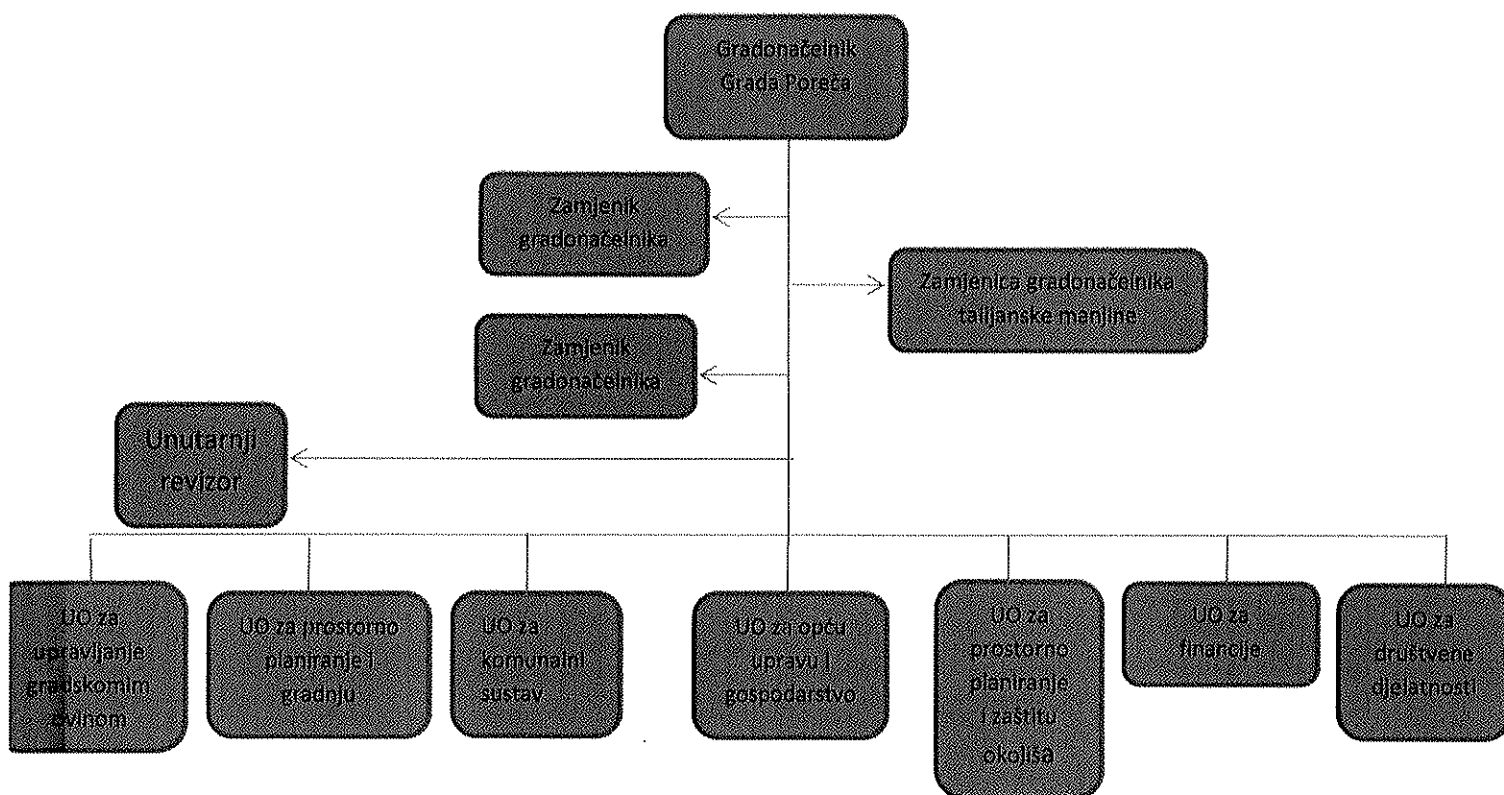 Gradonačelnik
Grada Poreča
Zamjenik
gradonačelnika
Zamjenica gradonačelnika
talijanske manjine
Zamjenik
gradonačelnika
Unutarnji
revizor
UO za
upravljanje
gradskomim
ovinom
UO za prostorno
planiranje i
gradnju
UO za
komunalni
sustav
UO za opću
upravu i
gospodarstvo
UO za
prostorno
planiranje
i zaštitu
okoliša
UO za
financije
UO za
društvene
djelatnosti